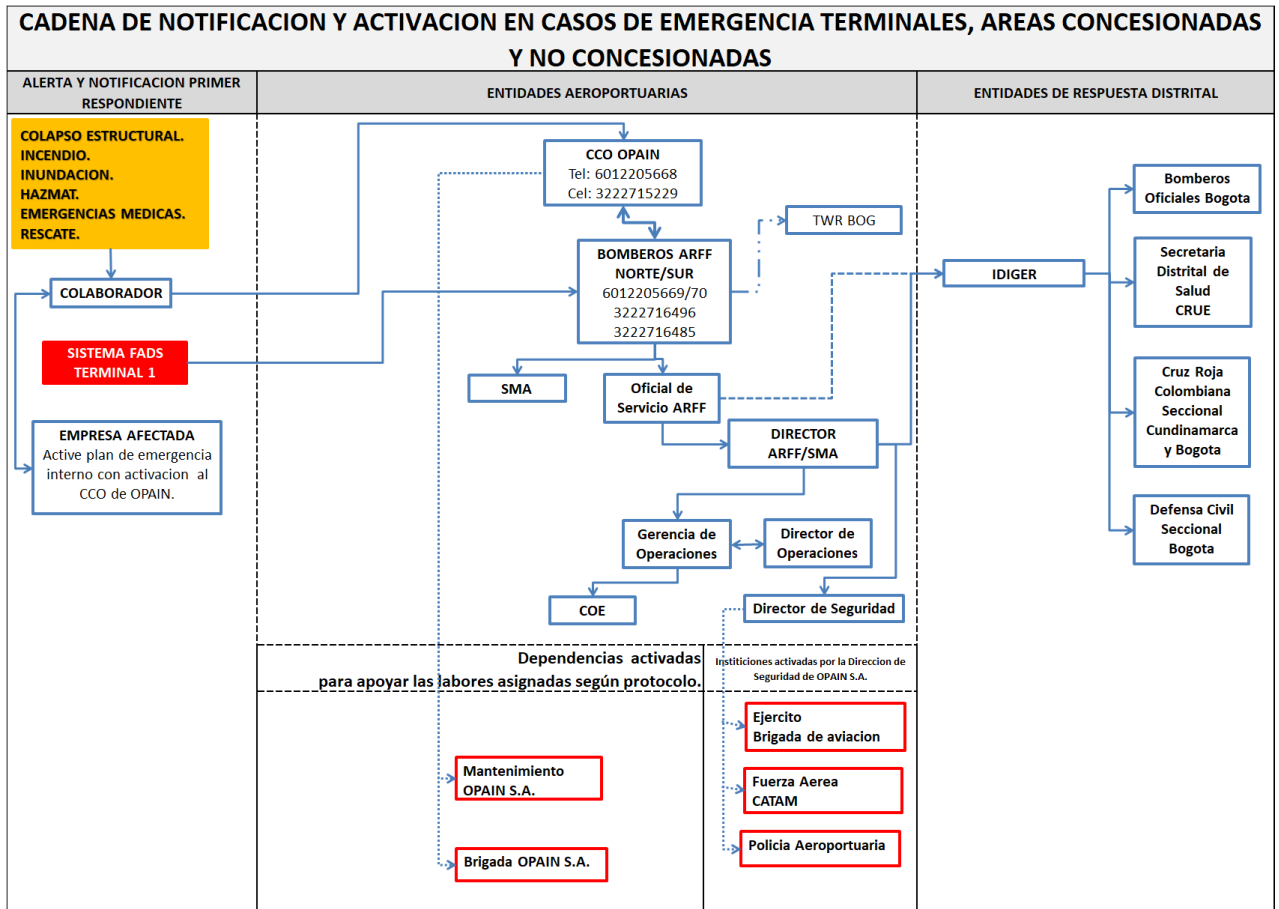 CADENA DE NOTIFICACION Y ACTIVACION EN CASOS DE EMERGENCIA TERMINALES, AREAS CONCESIONADAS
Y NO CONCESIONADAS
ALERTA Y NOTIFICACION PRIMER
RESPONDIENTE
ENTIDADES AEROPORTUARIAS
ENTIDADES DE RESPUESTA DISTRITAL
COLAPSO ESTRUCTURAL.
INCENDIO.
INUNDACION.
HAZMAT.
EMERGENCIAS MEDICAS.
RESCATE.
COLABORADOR
SISTEMA FADS
TERMINAL 1
EMPRESA AFECTADA
Active plan de emergencia
interno con activacion al
CCO de OPAIN.
CCO OPAIN
Tel: 6012205668
Cel: 3222715229
TWR BOG
BOMBEROS ARFF
NORTE/SUR
6012205669/70
3222716496
3222716485
SMA
Oficial de
Servicio ARFF
DIRECTOR
ARFF/SMA
Gerencia de
Operaciones
Director de
Operaciones
COE
Director de Seguridad
Dependencias activadas
para apoyar las labores asignadas según protocolo.
Institiciones activadas por la Direccion de
Seguridad de OPAIN S.A.
Mantenimiento
OPAIN S.A.
Brigada OPAIN S.A.
Ejercito
Brigada de aviacion
Fuerza Aerea
CATAM
Policia Aeroportuaria
IDIGER
Bomberos
Oficiales Bogota
Secretaria
Distrital de
Salud
CRUE
Cruz Roja
Colombiana
Seccional
Cundinamarca
y Bogota
Defensa Civil
Seccional
Bogota